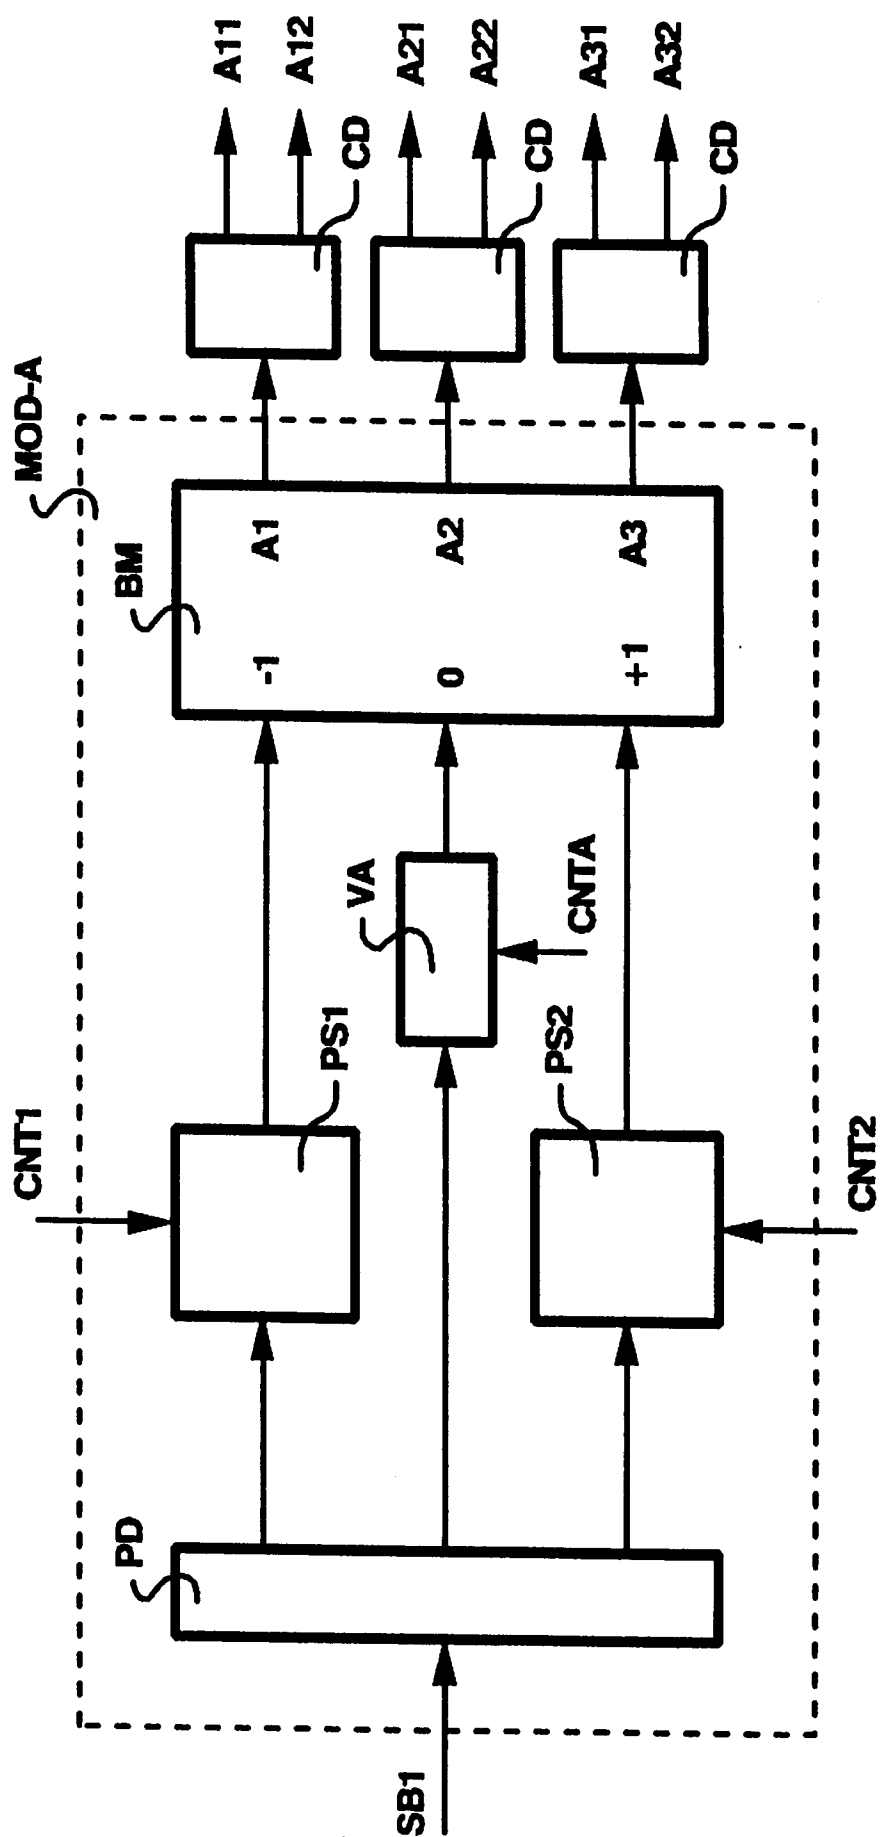 A11
A12
A21
A22
A31
A32
CD
CD
CD
MOD-A
BM
A1
A2
A3
-1
0
+1
VA
CNTA
PS1
PS2
CNT1
CNT2
PD
SB1